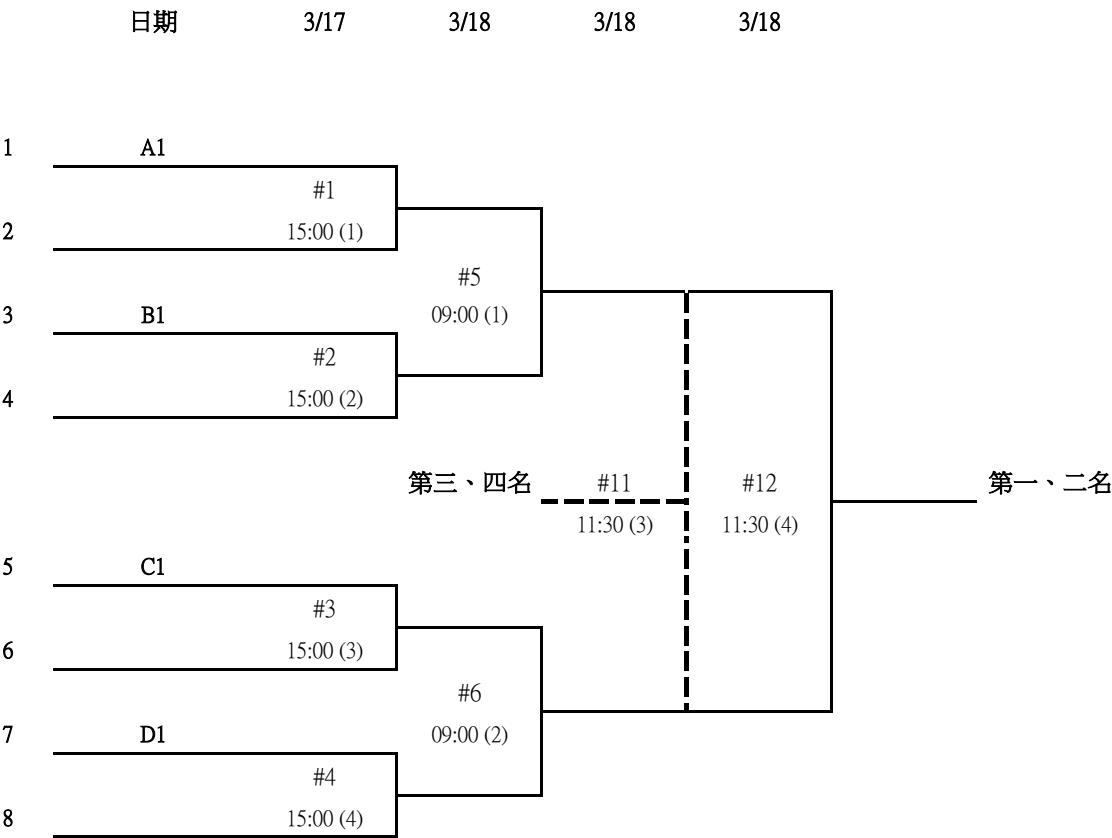 日期 3/17 3/18 3/18 3/18
1 A1
#1
2 15:00 (1)
#5
3 B1 09:00 (1)
#2
4 15:00 (2)
第三、四名 #11 #12 第一、二名
11:30 (3) 11:30 (4)
5 C1
#3
6 15:00 (3)
#6
7 D1 09:00 (2)
#4
8 15:00 (4)